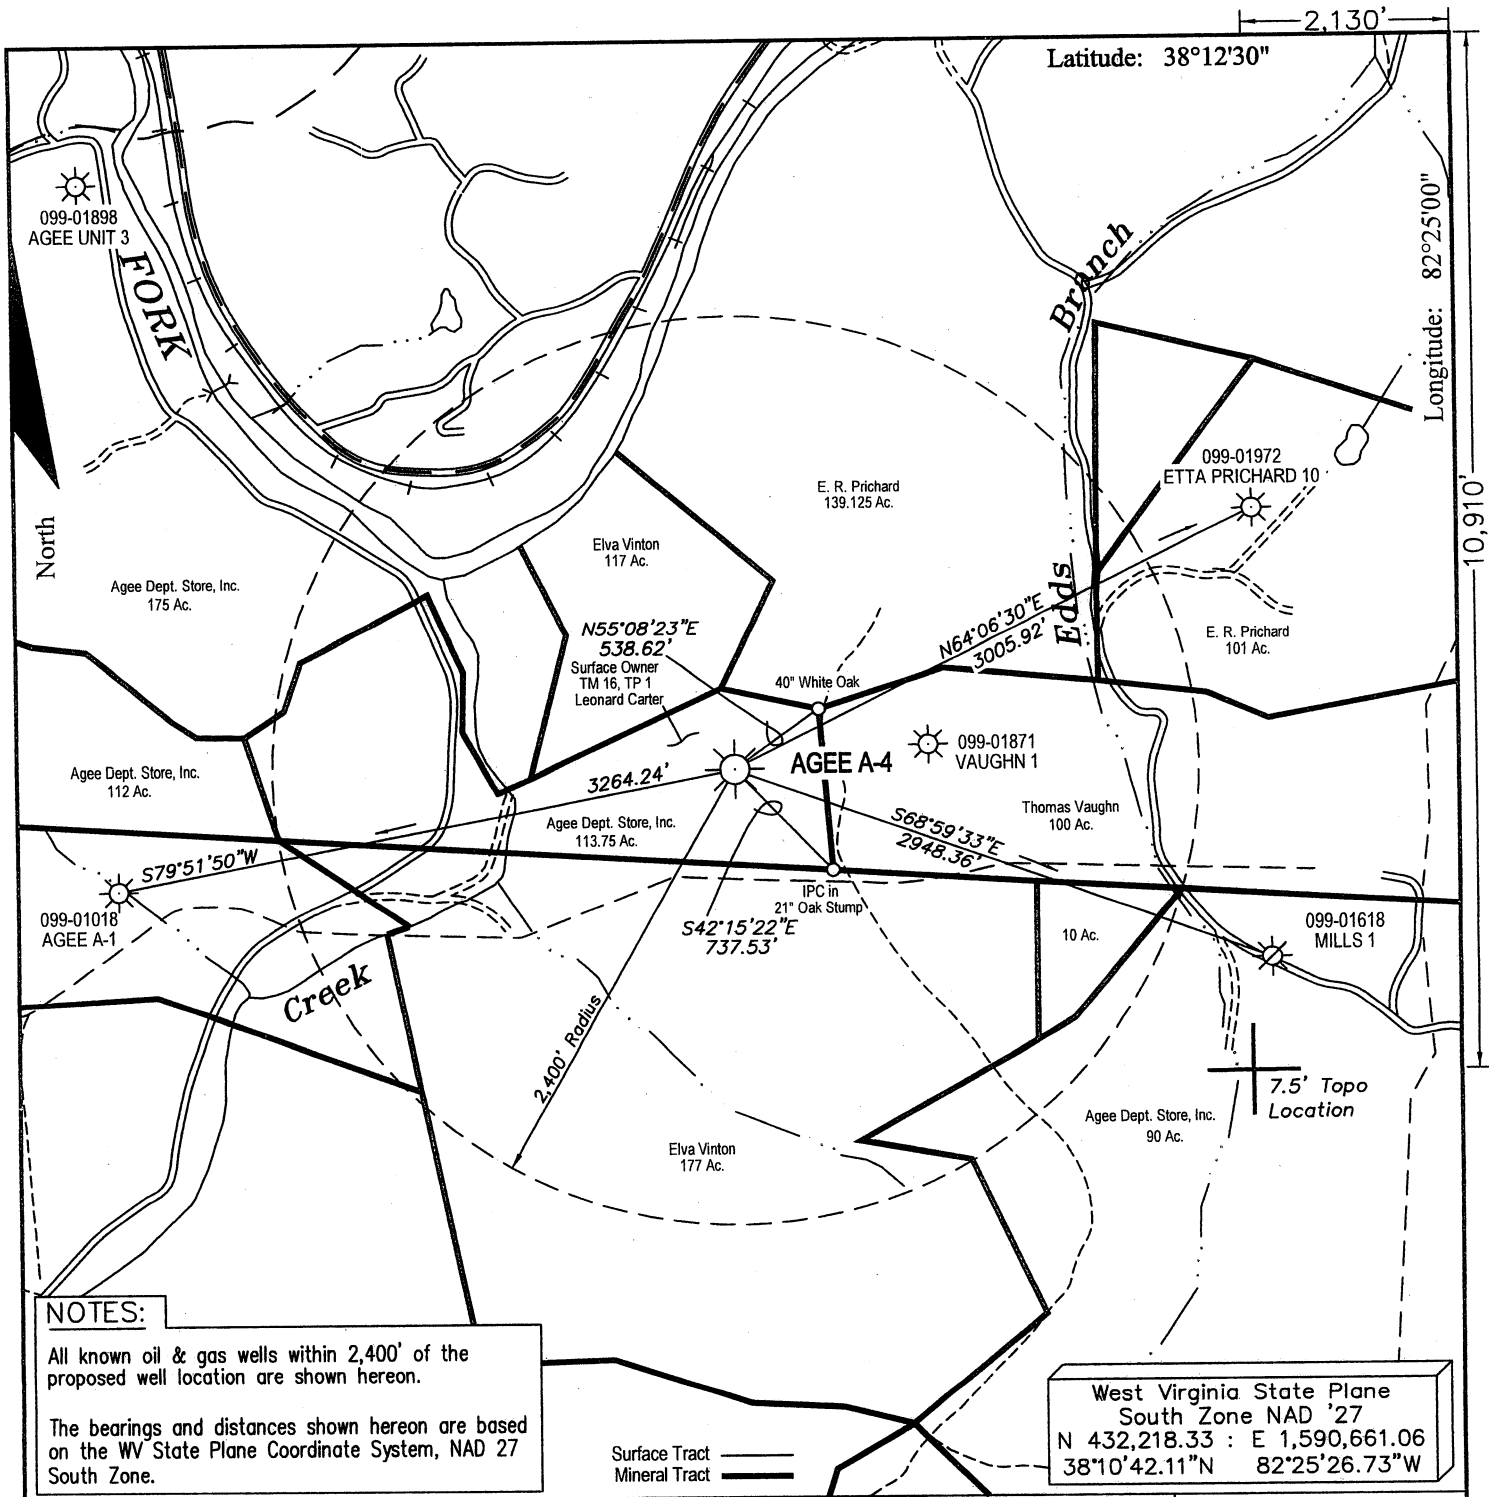 2,130'
Latitude: 38°12'30"
099-01898
AGEE UNIT 3
FORK
Branch
Longitude: 82°25'00"
10,910'
099-01972
ETTA PRICHARD 10
E. R. Prichard
139.125 Ac.
North
Elva Vinton
117 Ac.
Agee Dept. Store, Inc.
175 Ac.
Edds
N64°06'30"E
3005.92'
E. R. Prichard
101 Ac.
N55°08'23"E
538.62'
Surface Owner
TM 16, TP 1
Leonard Carter
40" White Oak
099-01871
VAUGHN 1
AGEE A-4
3264.24'
Agee Dept. Store, Inc.
112 Ac.
Agee Dept. Store, Inc.
113.75 Ac.
Thomas Vaughn
100 Ac.
S68°59'33"E
2948.36'
S79°51'50"W
099-01018
AGEE A-1
IPC in
21" Oak Stump
S42°15'22"E
737.53'
10 Ac.
099-01618
MILLS 1
Creek
2,400' Radius
7.5' Topo
Location
Agee Dept. Store, Inc.
90 Ac.
Elva Vinton
177 Ac.
NOTES:
All known oil & gas wells within 2,400' of the
proposed well location are shown hereon.
The bearings and distances shown hereon are based
on the WV State Plane Coordinate System, NAD 27
South Zone.
Surface Tract
Mineral Tract
West Virginia State Plane
South Zone NAD '27
N 432,218.33 : E 1,590,661.06
38°10'42.11"N 82°25'26.73"W